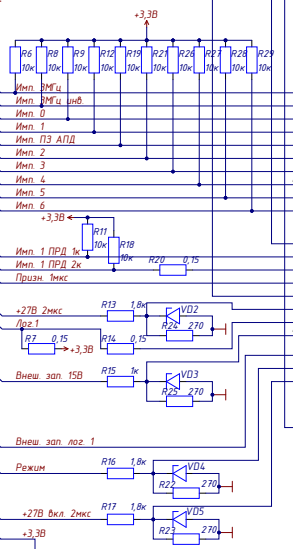 +3,3В
R6 R8 R9 R12 R19 R21 R26 R27 R28 R29
10к 10к 10к 10к 10к 10к 10к 10к 10к 10к
Имп. 3МГц
Имп. 3МГц инв.
Имп. 0
Имп. 1
Имп. ПЭ АПД
Имп. 2
Имп. 3
Имп. 4
Имп. 5
Имп. 6
+3,3В
R11
10к
R18
10к
Имп. 1 ПРД 1к
Имп. 1 ПРД 2к
R20 0,15
Призн. 1мкс
+27В 2мкс
R13 1,8к
VD2
Лог.1
R24 270
R7 0,15
+3,3В
R14 0,15
Внеш. зап. 15В
R15 1к
VD3
R25 270
Внеш. зап. лог. 1
Режим
R16 1,8к
VD4
R22 270
+27В вкл. 2мкс
R17 1,8к
VD5
R23 270
+3,3В